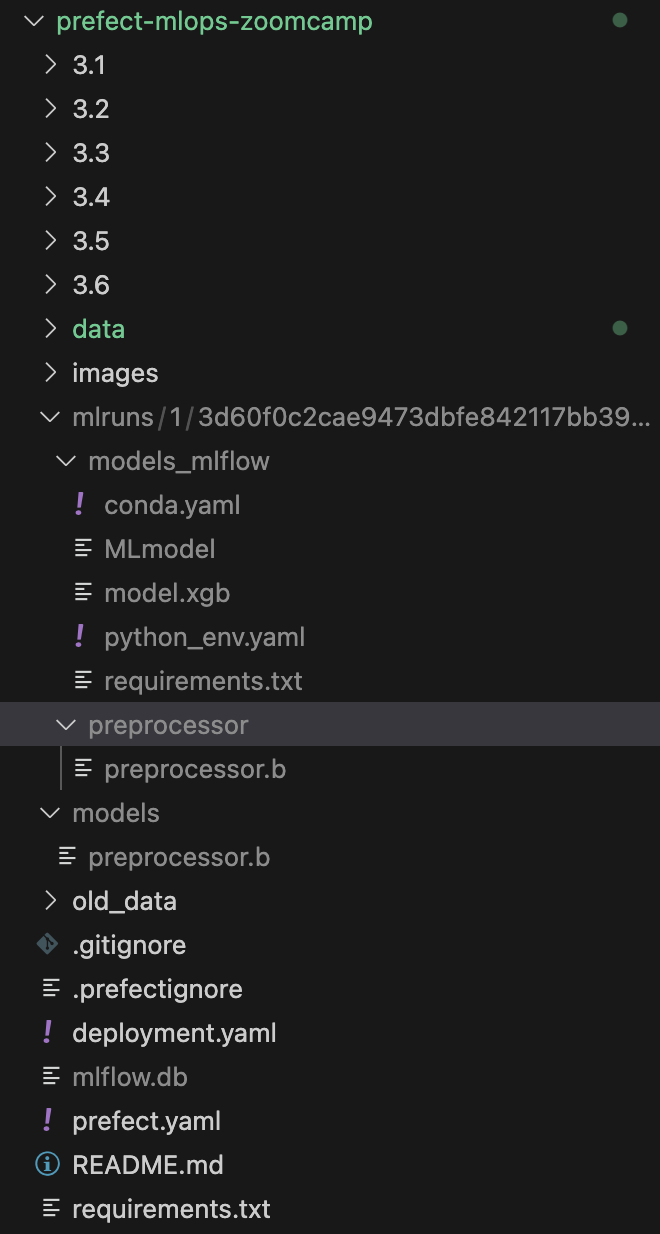 prefect-mlops-zoomcamp
3.1
3.2
3.3
3.4
3.5
3.6
data
images
mlruns/1/3d60f0c2cae9473dbfe842117bb39...
models_mlflow
! conda.yaml
MLmodel
model.xgb
! python_env.yaml
requirements.txt
preprocessor
preprocessor.b
models
preprocessor.b
old_data
.gitignore
.prefectignore
! deployment.yaml
mlflow.db
! prefect.yaml
README.md
requirements.txt